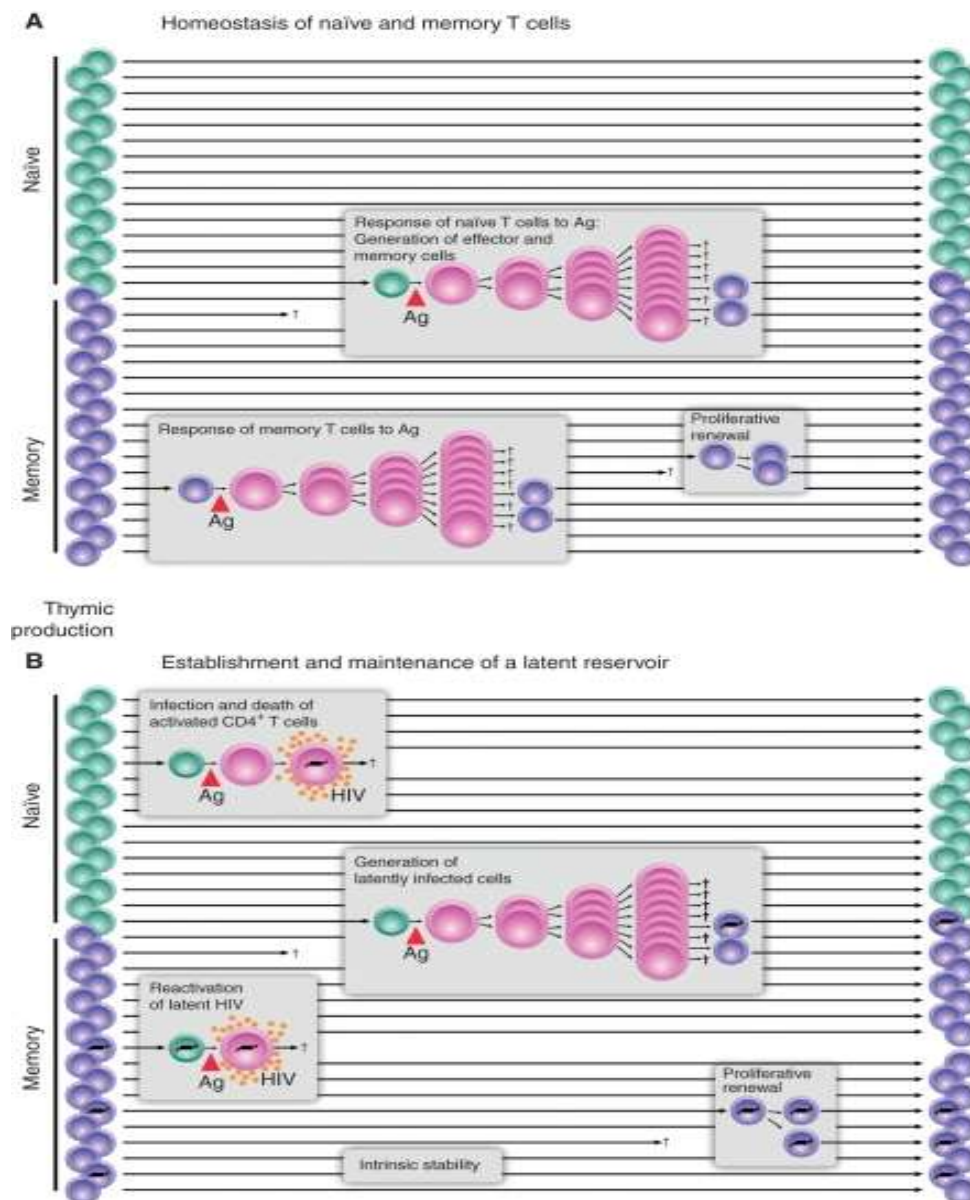 A
Homeostasis of naïve and memory T cells
Naïve
Response of naïve T cells to Ag:
Generation of effector and
memory cells
Ag
†
†
†
†
†
†
†
Memory
Response of memory T cells to Ag
Ag
†
†
†
†
†
†
Proliferative
renewal
†
Thymic
production
B
Establishment and maintenance of a latent reservoir
Naïve
Infection and death of
activated CD4⁺ T cells
Ag
HIV
†
Generation of
latently infected cells
Ag
†
†
†
†
†
†
†
Memory
Reactivation
of latent HIV
Ag
HIV
†
Proliferative
renewal
†
Intrinsic stability